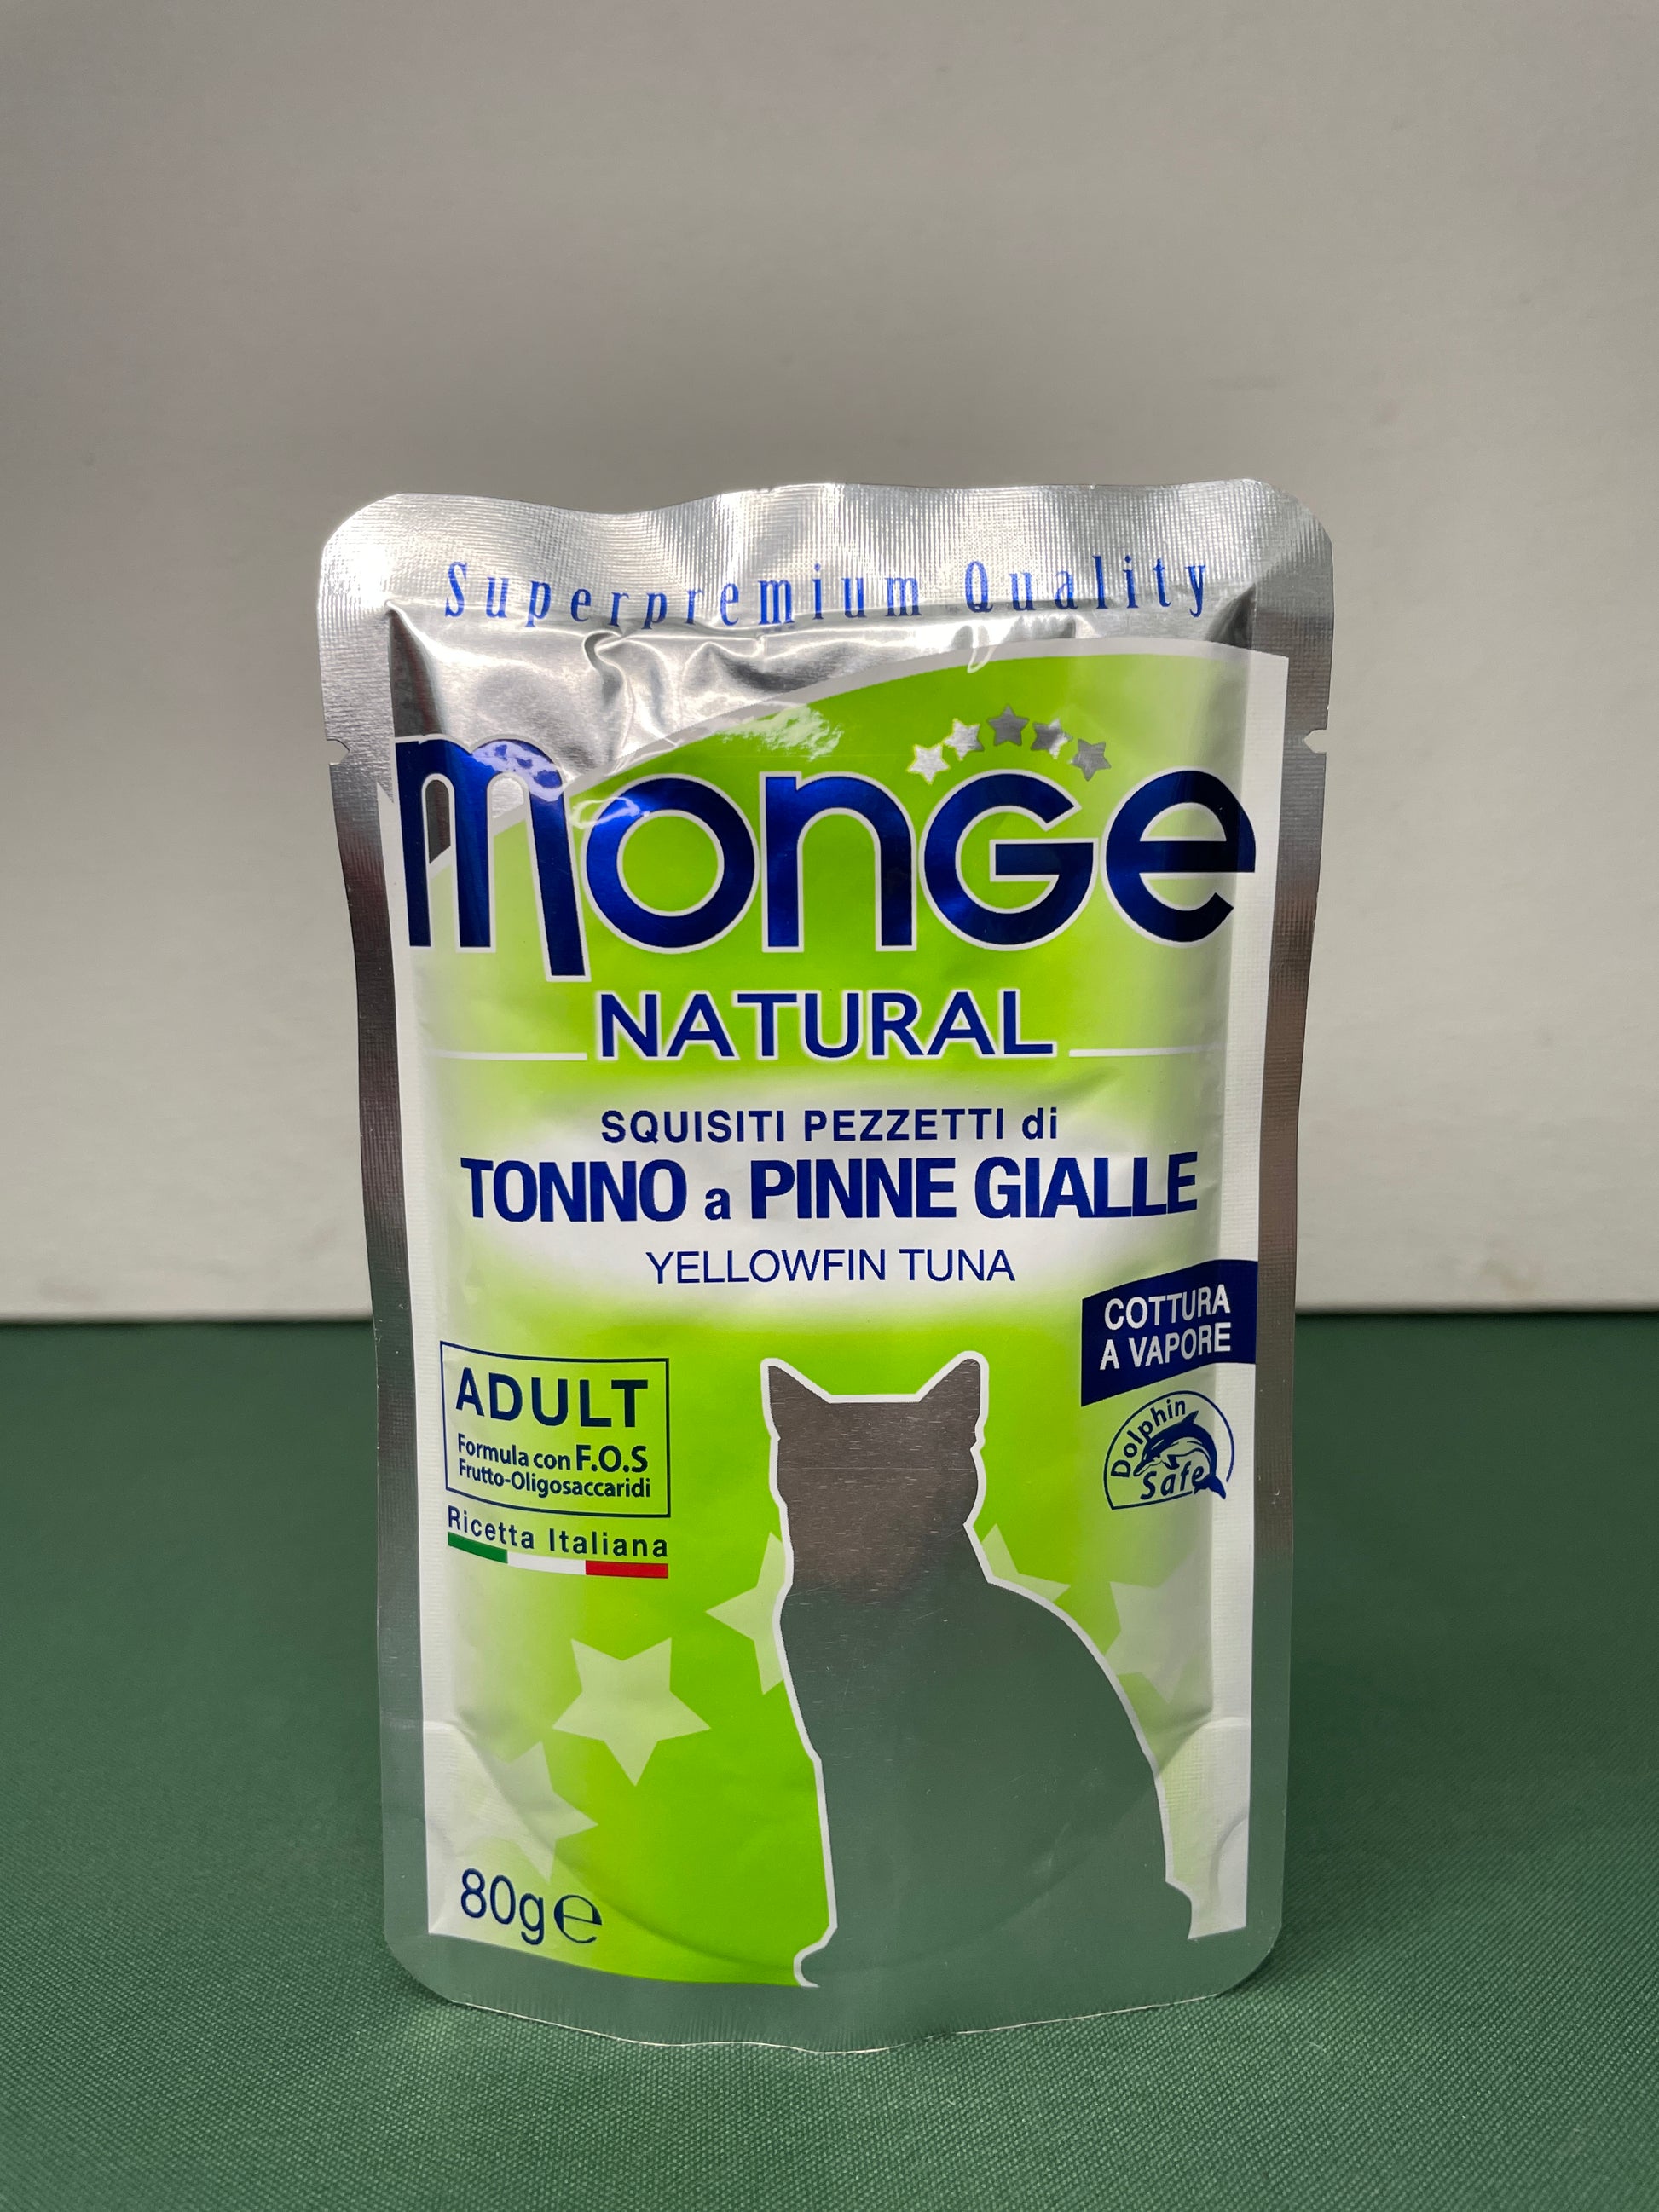 Superpremium Quality
monGe
NATURAL
SQUISITI PEZZETTI di
TONNO a PINNE GIALLE
YELLOWFIN TUNA
COTTURA
A VAPORE
Dolphin
Safe
ADULT
Formula con F.O.S
Frutto-Oligosaccaridi
Ricetta Italiana
80g℮